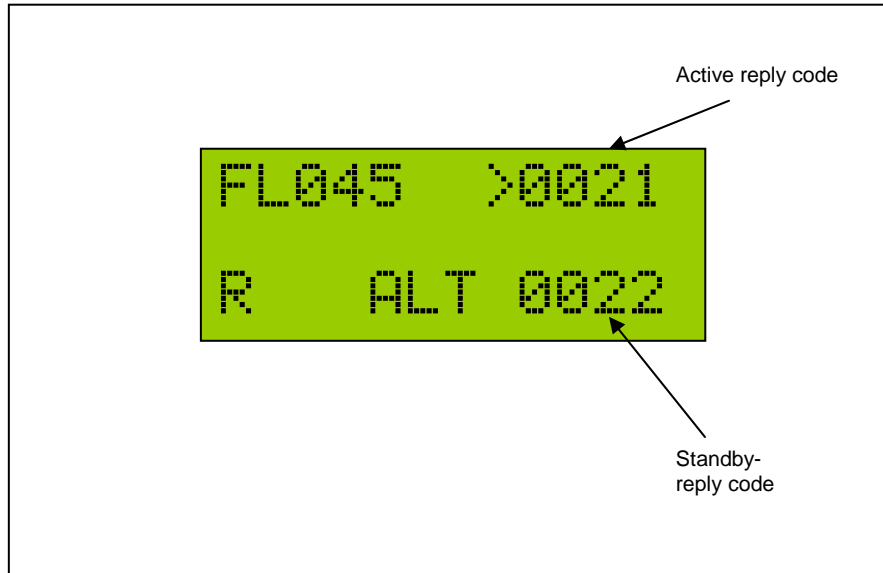 Active reply code
FL045 >0021
R ALT 0022
Standby-
reply code